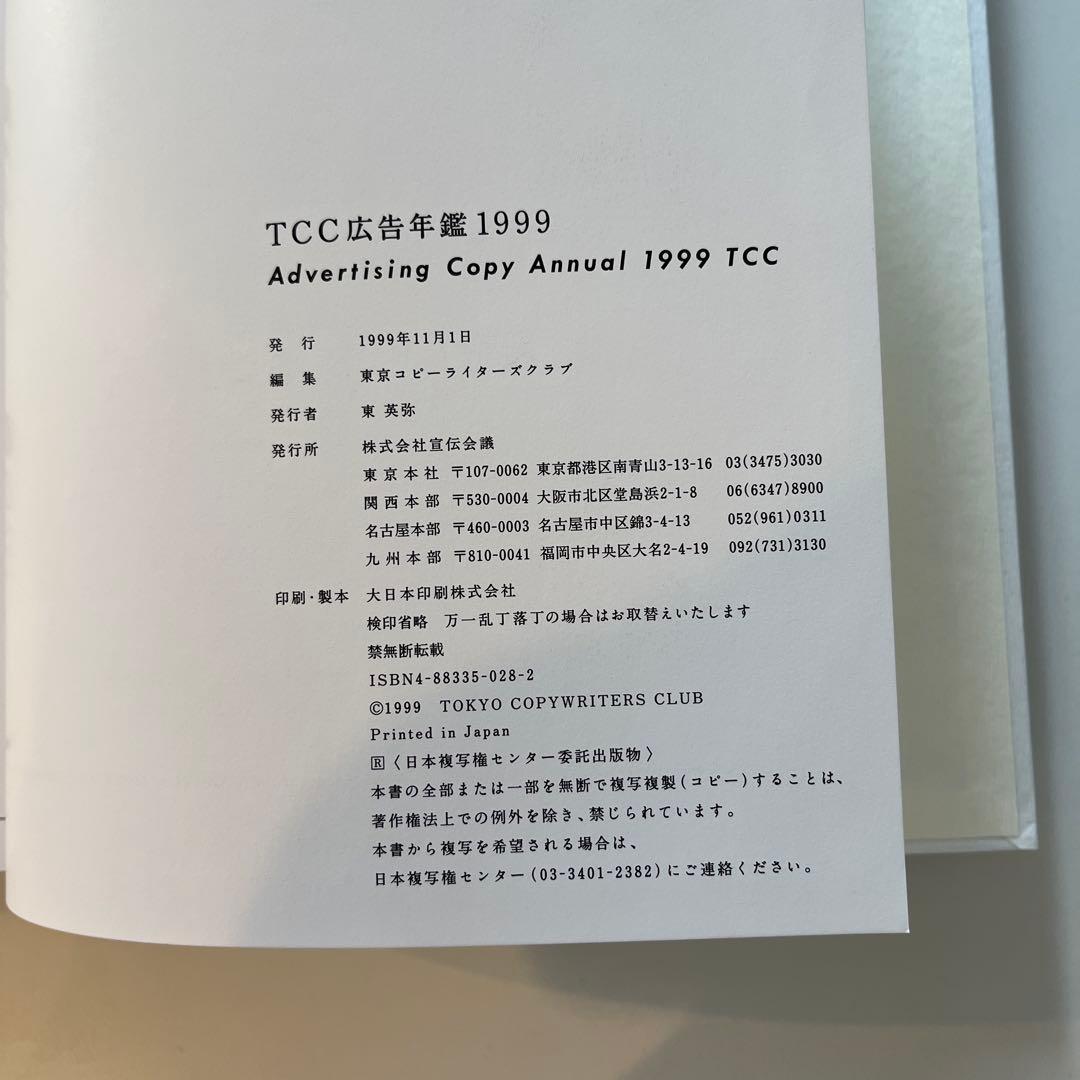 TCC広告年鑑1999
Advertising Copy Annual 1999 TCC
発 行 1999年11月1日
編 集 東京コピーライターズクラブ
発行者 東 英弥
発行所 株式会社宣伝会議
東京本社 〒107-0062 東京都港区南青山3-13-16 03(3475)3030
関西本部 〒530-0004 大阪市北区堂島浜2-1-8 06(6347)8900
名古屋本部 〒460-0003 名古屋市中区錦3-4-13 052(961)0311
九州本部 〒810-0041 福岡市中央区大名2-4-19 092(731)3130
印刷・製本 大日本印刷株式会社
検印省略 万一乱丁落丁の場合はお取替えいたします
禁無断転載
ISBN4-88335-028-2
©1999 TOKYO COPYWRITERS CLUB
Printed in Japan
🅁〈日本複写権センター委託出版物〉
本書の全部または一部を無断で複写複製(コピー)することは、
著作権法上での例外を除き、禁じられています。
本書から複写を希望される場合は、
日本複写権センター(03-3401-2382)にご連絡ください。